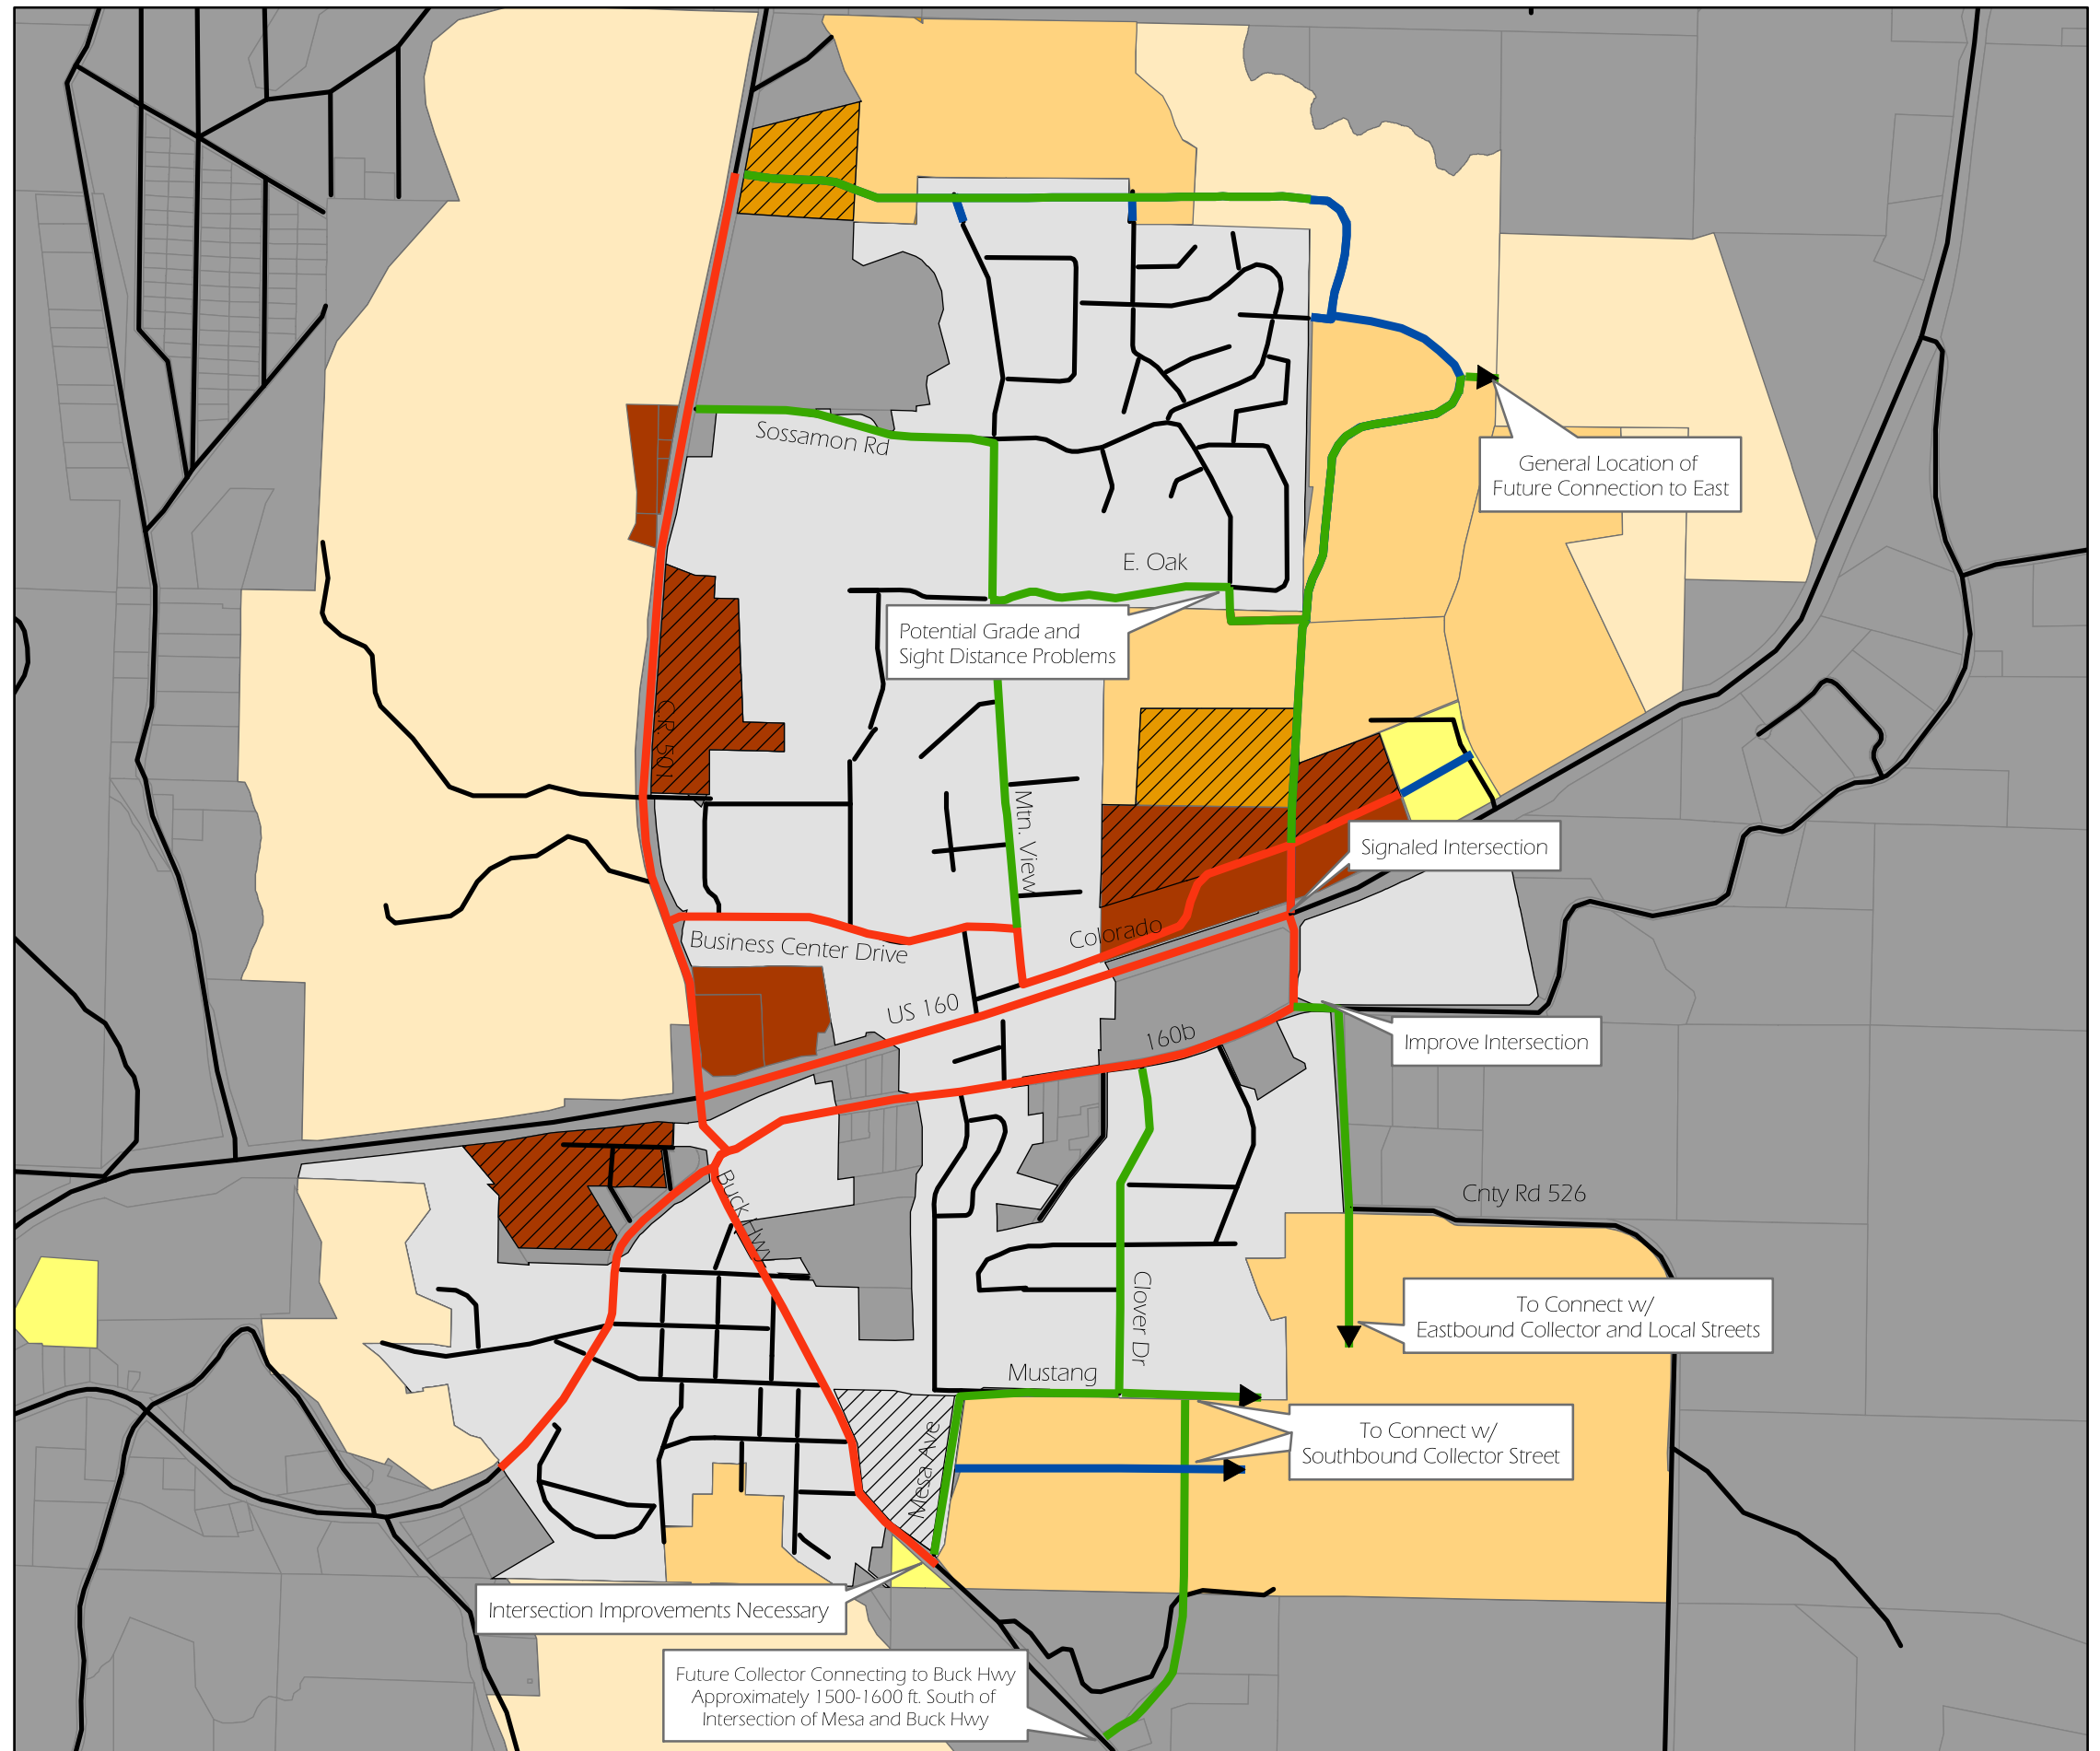 Sossamon Rd
General Location of
Future Connection to East
E. Oak
Potential Grade and
Sight Distance Problems
C.R. 501
Mtn. View
Signaled Intersection
Colorado
Business Center Drive
US 160
160b
Improve Intersection
Buck Hwy
Cnty Rd 526
Clover Dr
To Connect w/
Eastbound Collector and Local Streets
Mustang
Mesa Ave
To Connect w/
Southbound Collector Street
Intersection Improvements Necessary
Future Collector Connecting to Buck Hwy
Approximately 1500-1600 ft. South of
Intersection of Mesa and Buck Hwy